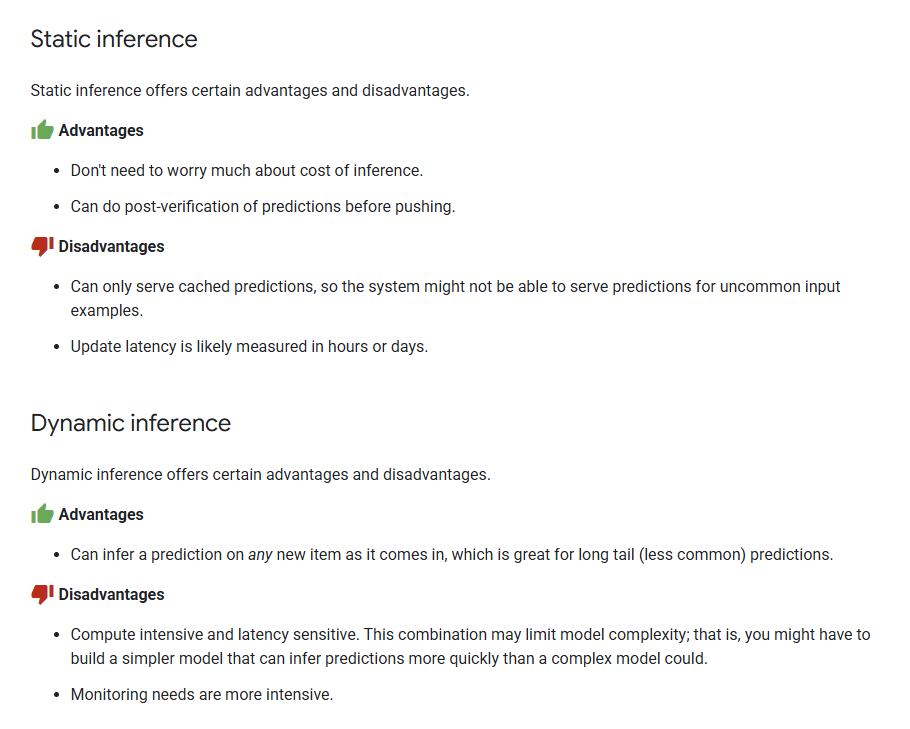 Static inference
Static inference offers certain advantages and disadvantages.
Advantages
• Don't need to worry much about cost of inference.
• Can do post-verification of predictions before pushing.
Disadvantages
• Can only serve cached predictions, so the system might not be able to serve predictions for uncommon input
examples.
• Update latency is likely measured in hours or days.
Dynamic inference
Dynamic inference offers certain advantages and disadvantages.
Advantages
• Can infer a prediction on any new item as it comes in, which is great for long tail (less common) predictions.
Disadvantages
• Compute intensive and latency sensitive. This combination may limit model complexity; that is, you might have to
build a simpler model that can infer predictions more quickly than a complex model could.
• Monitoring needs are more intensive.